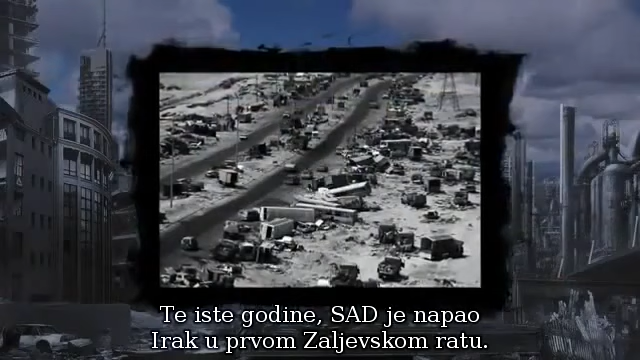 Te iste godine, SAD je napao
Irak u prvom Zaljevskom ratu.